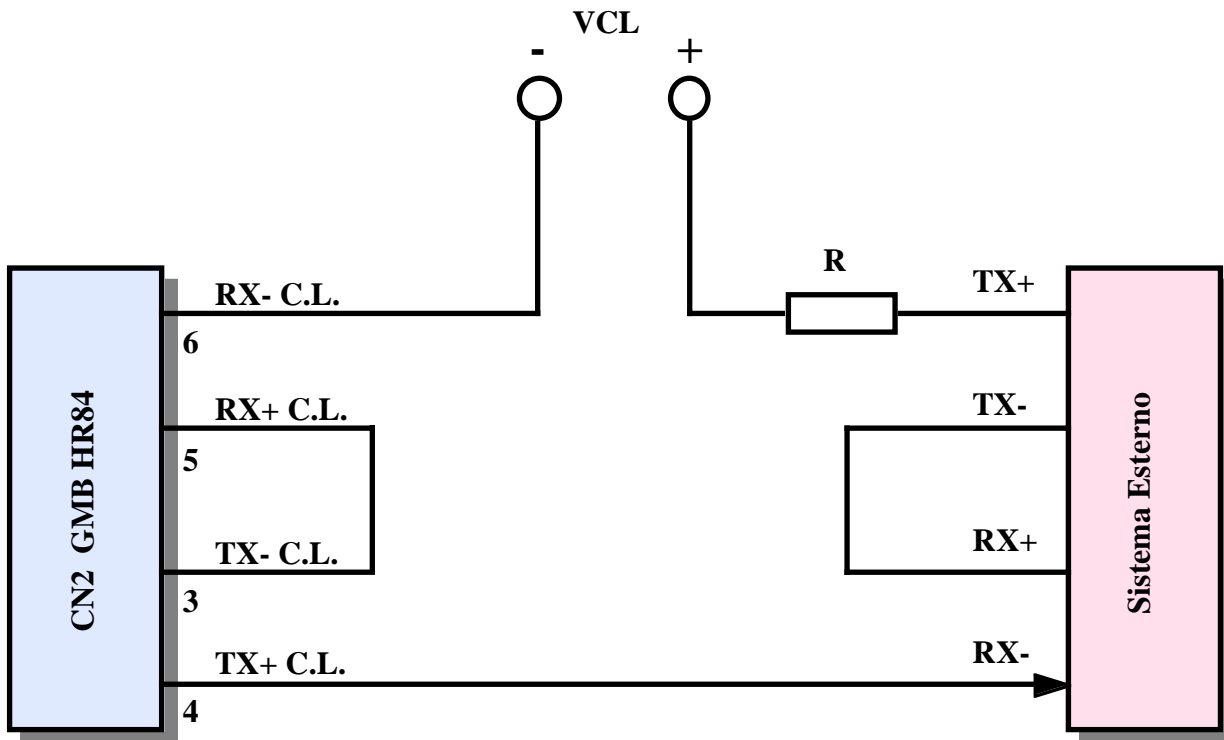 VCL
- +
R
RX- C.L.
TX+
6
RX+ C.L.
TX-
5
TX- C.L.
RX+
3
TX+ C.L.
RX-
4
CN2 GMB HR84
Sistema Esterno